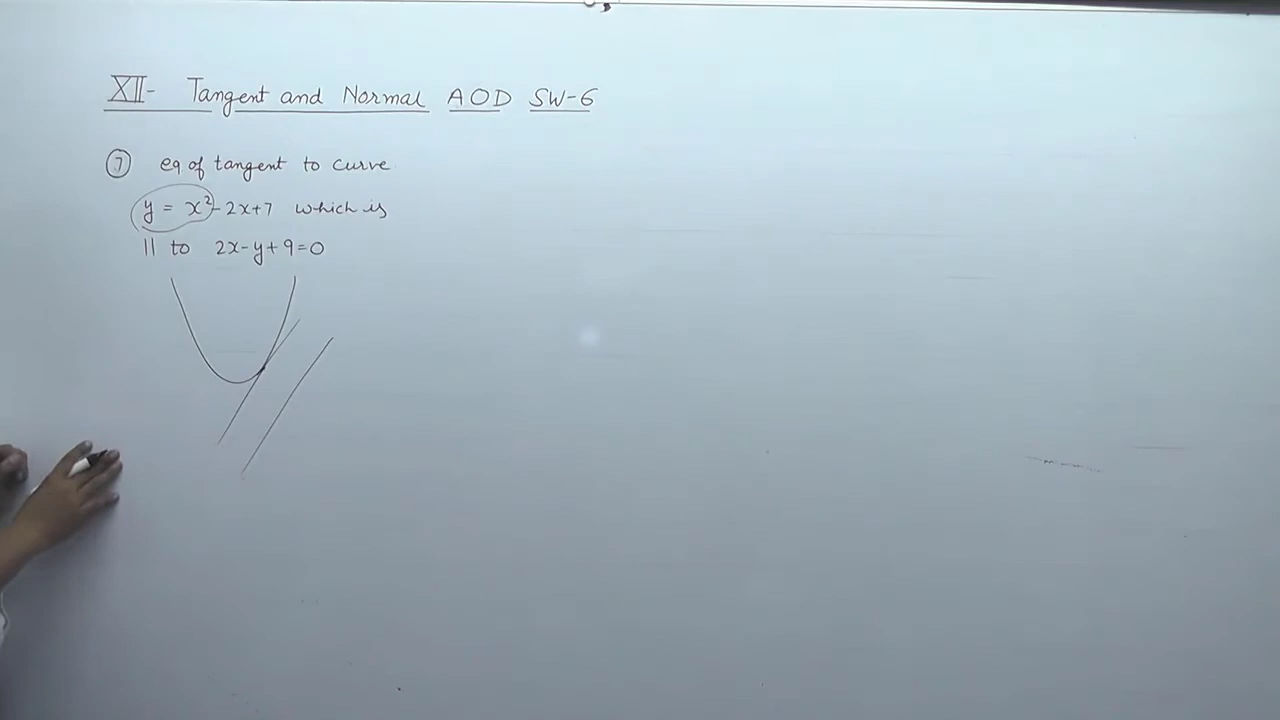 XII- Tangent and Normal AOD SW-6
7 eq of tangent to curve
y = x²-2x+7 which is
|| to 2x-y+9=0